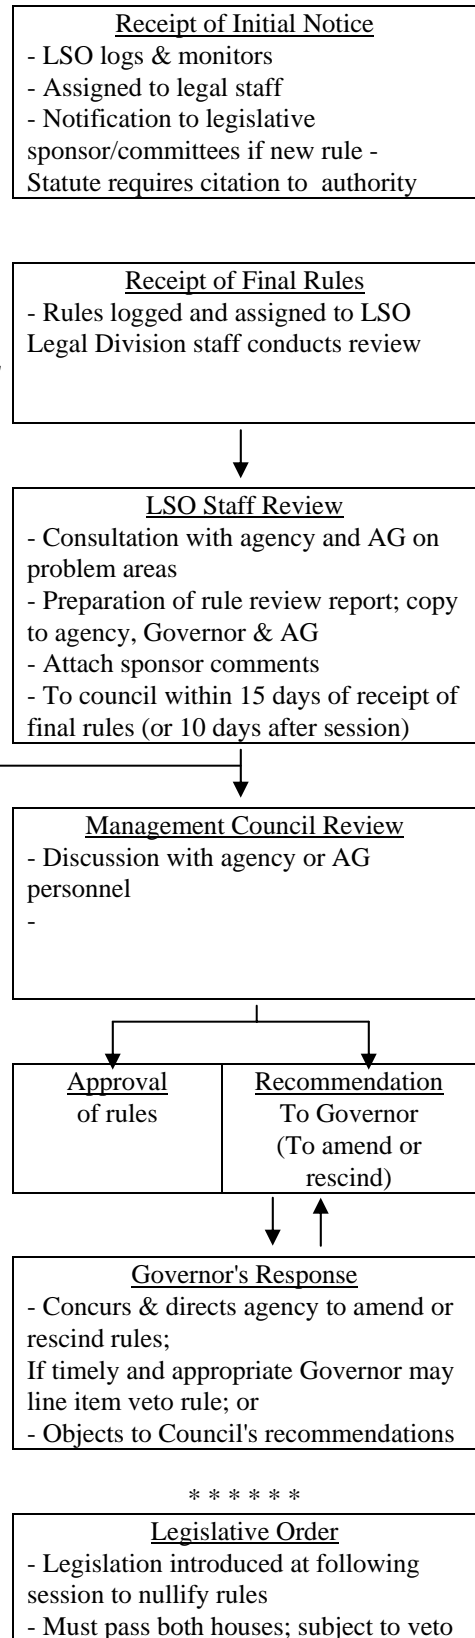 Receipt of Initial Notice
- LSO logs & monitors
- Assigned to legal staff
- Notification to legislative
sponsor/committees if new rule -
Statute requires citation to authority
Receipt of Final Rules
- Rules logged and assigned to LSO
Legal Division staff conducts review
LSO Staff Review
- Consultation with agency and AG on
problem areas
- Preparation of rule review report; copy
to agency, Governor & AG
- Attach sponsor comments
- To council within 15 days of receipt of
final rules (or 10 days after session)
Management Council Review
- Discussion with agency or AG
personnel
-
Approval
of rules
Recommendation
To Governor
(To amend or
rescind)
Governor's Response
- Concurs & directs agency to amend or
rescind rules;
If timely and appropriate Governor may
line item veto rule; or
- Objects to Council's recommendations
* * * * * *
Legislative Order
- Legislation introduced at following
session to nullify rules
- Must pass both houses; subject to veto